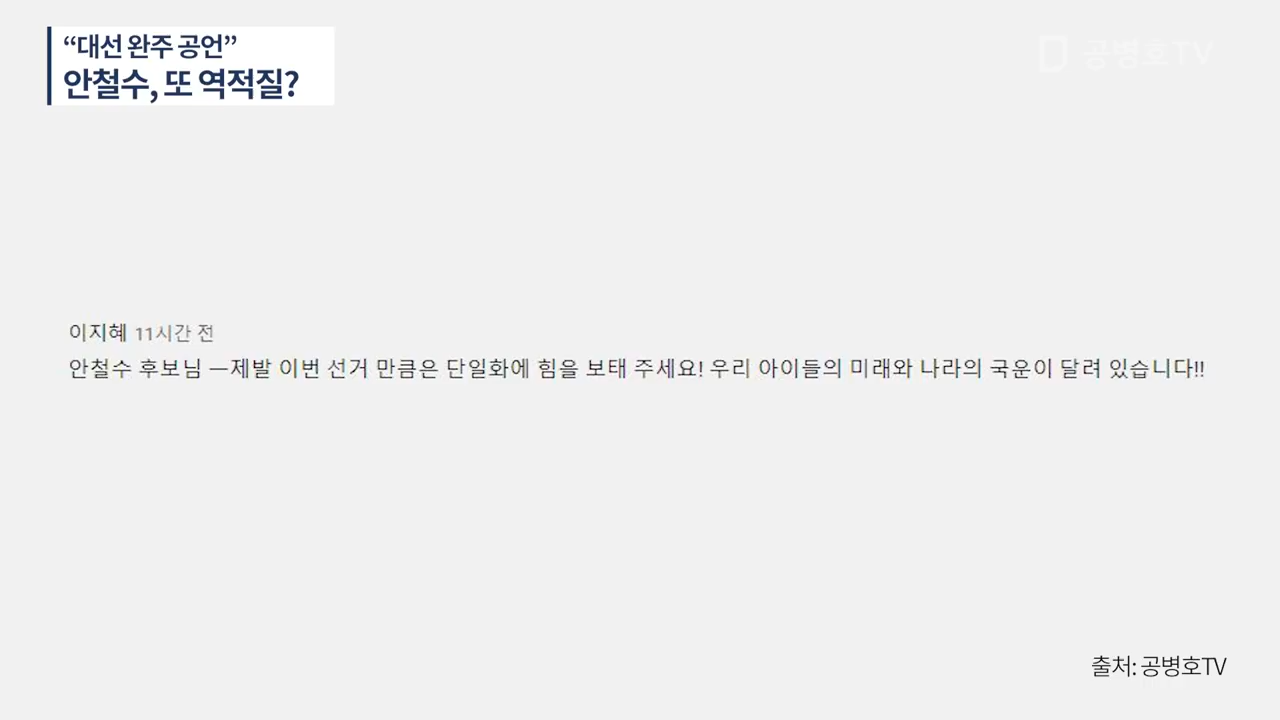 “대선 완주 공언”
안철수, 또 역적질?
공병호TV
이지혜 11시간 전
안철수 후보님 —제발 이번 선거 만큼은 단일화에 힘을 보태 주세요! 우리 아이들의 미래와 나라의 국운이 달려 있습니다!!
출처: 공병호TV